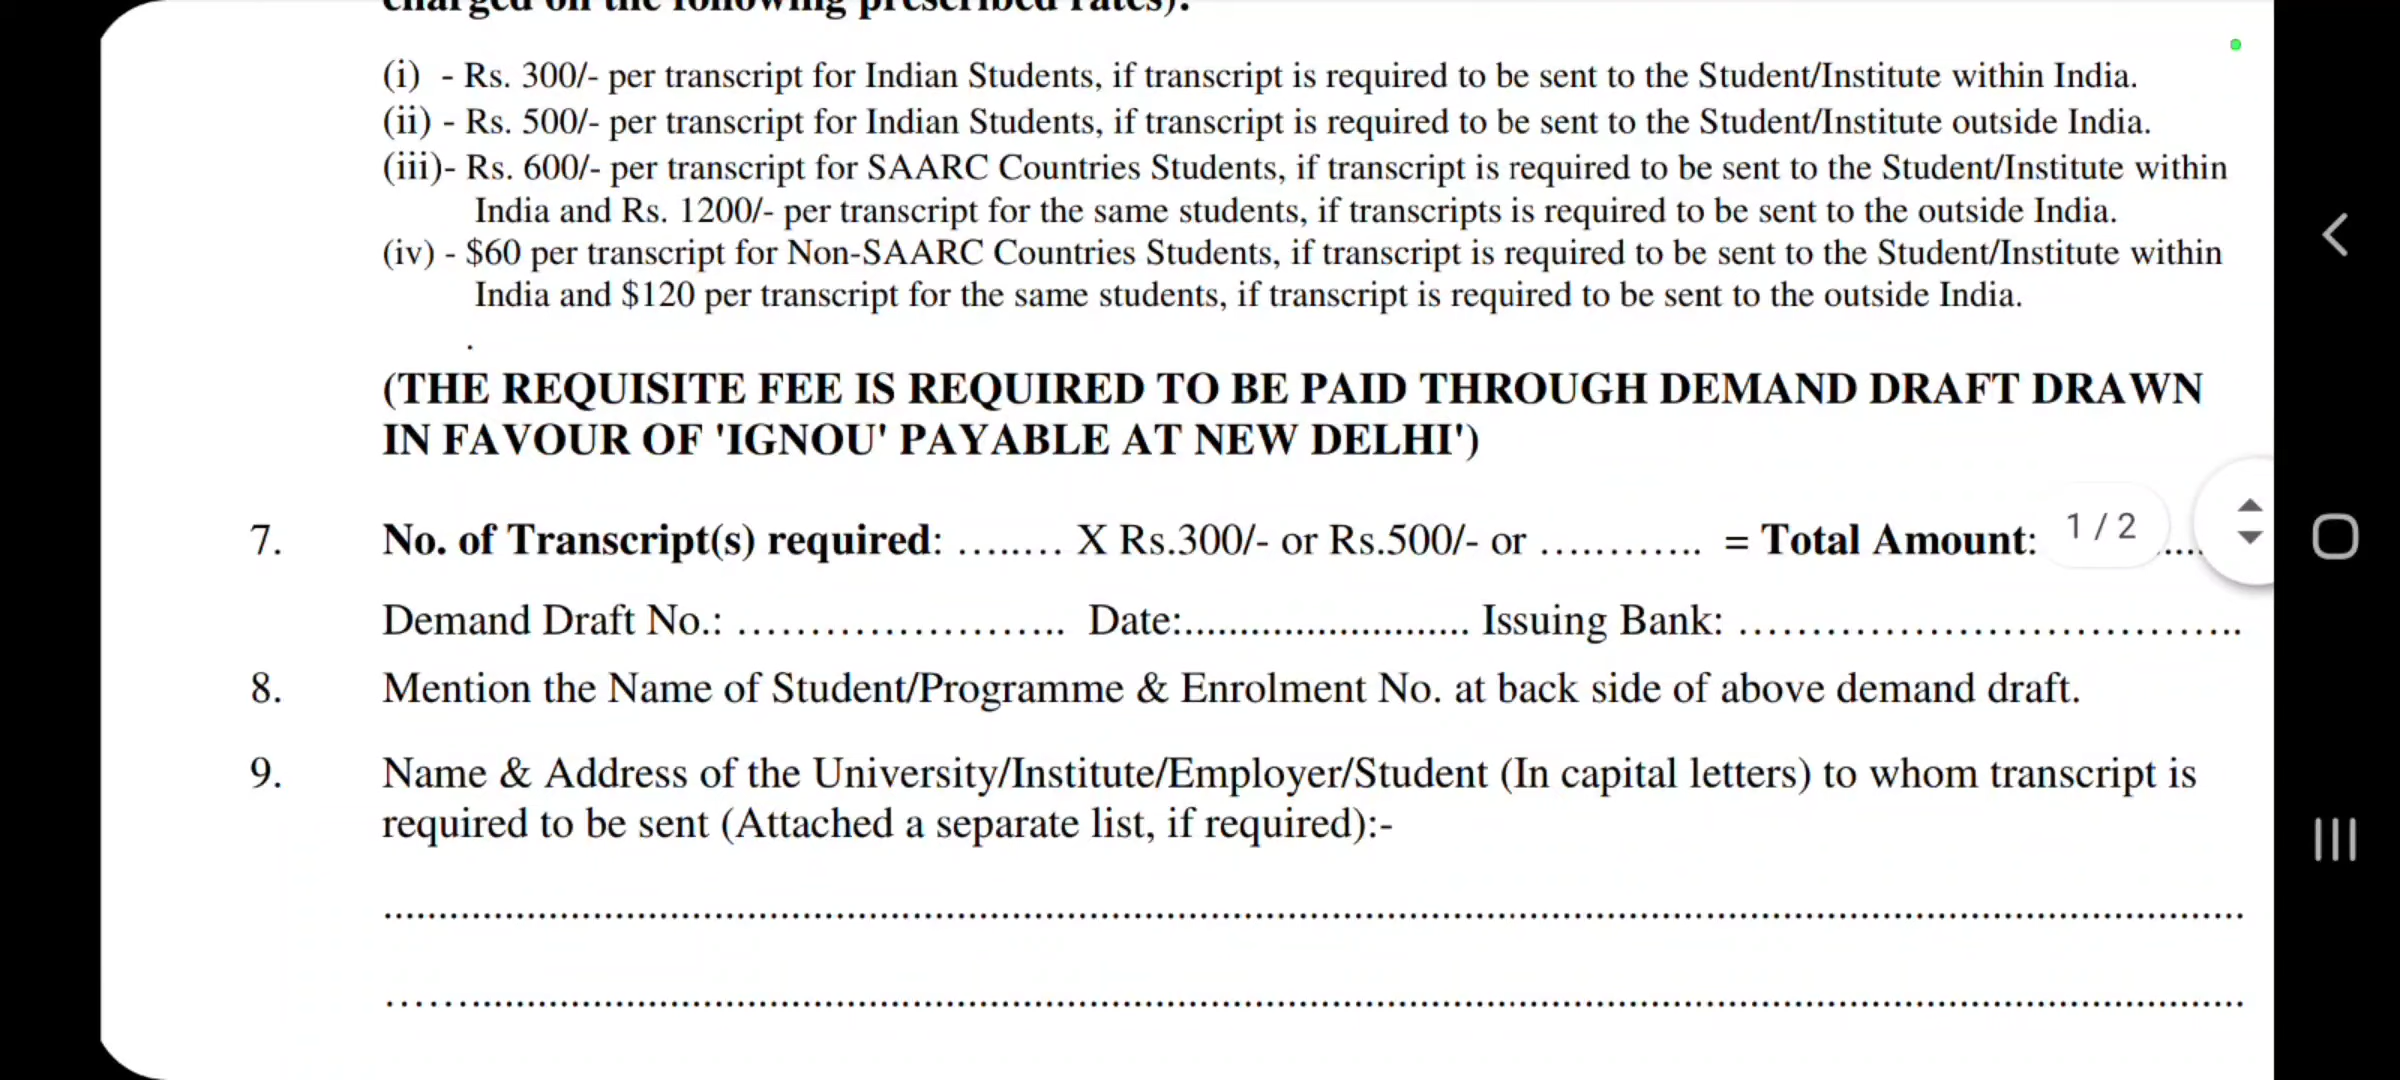 charged on the following prescribed rates):
(i) - Rs. 300/- per transcript for Indian Students, if transcript is required to be sent to the Student/Institute within India.
(ii) - Rs. 500/- per transcript for Indian Students, if transcript is required to be sent to the Student/Institute outside India.
(iii)- Rs. 600/- per transcript for SAARC Countries Students, if transcript is required to be sent to the Student/Institute within
India and Rs. 1200/- per transcript for the same students, if transcripts is required to be sent to the outside India.
(iv) - $60 per transcript for Non-SAARC Countries Students, if transcript is required to be sent to the Student/Institute within
India and $120 per transcript for the same students, if transcript is required to be sent to the outside India.
.
(THE REQUISITE FEE IS REQUIRED TO BE PAID THROUGH DEMAND DRAFT DRAWN
IN FAVOUR OF 'IGNOU' PAYABLE AT NEW DELHI')
7. No. of Transcript(s) required: ........ X Rs.300/- or Rs.500/- or ............ = Total Amount: 1 / 2 ....
Demand Draft No.: ....................... Date:.......................... Issuing Bank: ...................................
8. Mention the Name of Student/Programme & Enrolment No. at back side of above demand draft.
9. Name & Address of the University/Institute/Employer/Student (In capital letters) to whom transcript is
required to be sent (Attached a separate list, if required):-
................................................................................
................................................................................